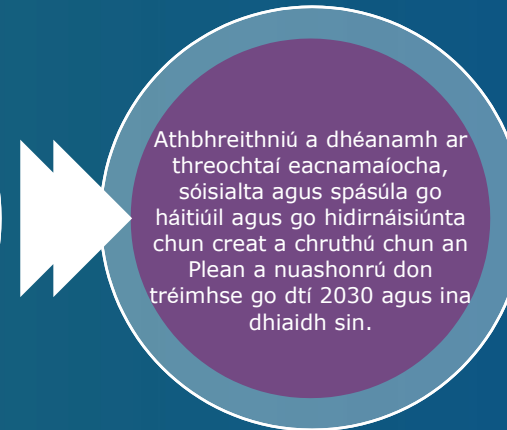 Athbhreithniú a dhéanamh ar
threochtaí eacnamaíocha,
sóisialta agus spásúla go
háitiúil agus go hidirnáisiúnta
chun creat a chruthú chun an
Plean a nuashonrú don
tréimhse go dtí 2030 agus ina
dhiaidh sin.